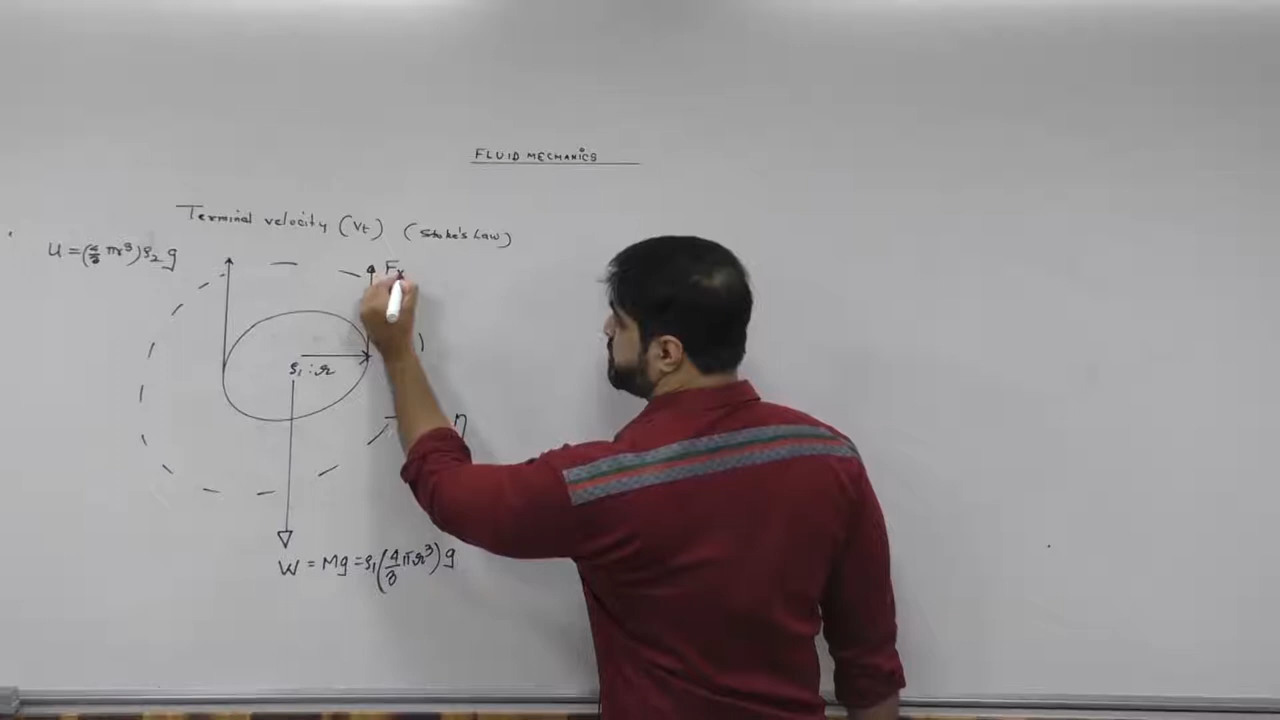 FLUID MECHANICS
Terminal velocity (Vt) (Stoke's Law)
U = (4/3 πr³)ρ₂ g
Fv
ρ₁ : r
η
W = Mg = ρ₁(4/3 πr³) g